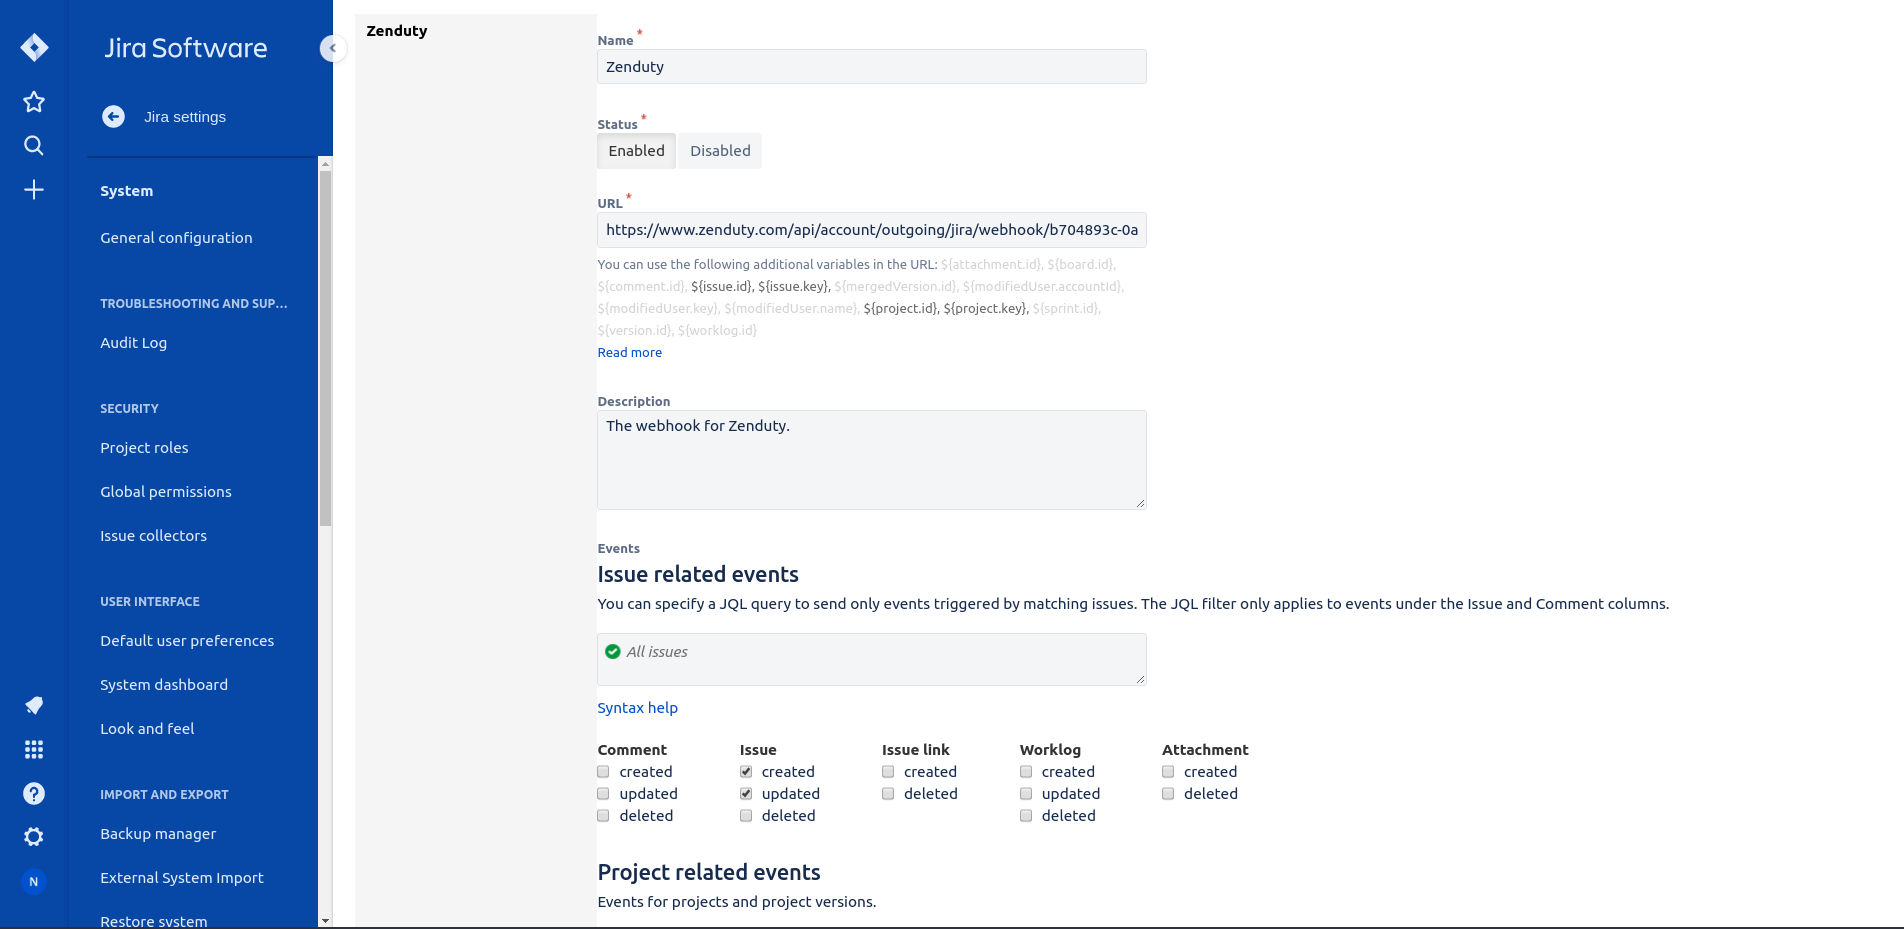 Jira Software
Jira settings
System
General configuration
TROUBLESHOOTING AND SUP...
Audit Log
SECURITY
Project roles
Global permissions
Issue collectors
USER INTERFACE
Default user preferences
System dashboard
Look and feel
IMPORT AND EXPORT
Backup manager
External System Import
Restore system
N
Zenduty
Name *
Zenduty
Status *
Enabled Disabled
URL *
https://www.zenduty.com/api/account/outgoing/jira/webhook/b704893c-0a
You can use the following additional variables in the URL: ${attachment.id}, ${board.id},
${comment.id}, ${issue.id}, ${issue.key}, ${mergedVersion.id}, ${modifiedUser.accountId},
${modifiedUser.key}, ${modifiedUser.name}, ${project.id}, ${project.key}, ${sprint.id},
${version.id}, ${worklog.id}
Read more
Description
The webhook for Zenduty.
Events
Issue related events
You can specify a JQL query to send only events triggered by matching issues. The JQL filter only applies to events under the Issue and Comment columns.
All issues
Syntax help
Comment Issue Issue link Worklog Attachment
created created created created created
updated updated deleted updated deleted
deleted deleted deleted
Project related events
Events for projects and project versions.